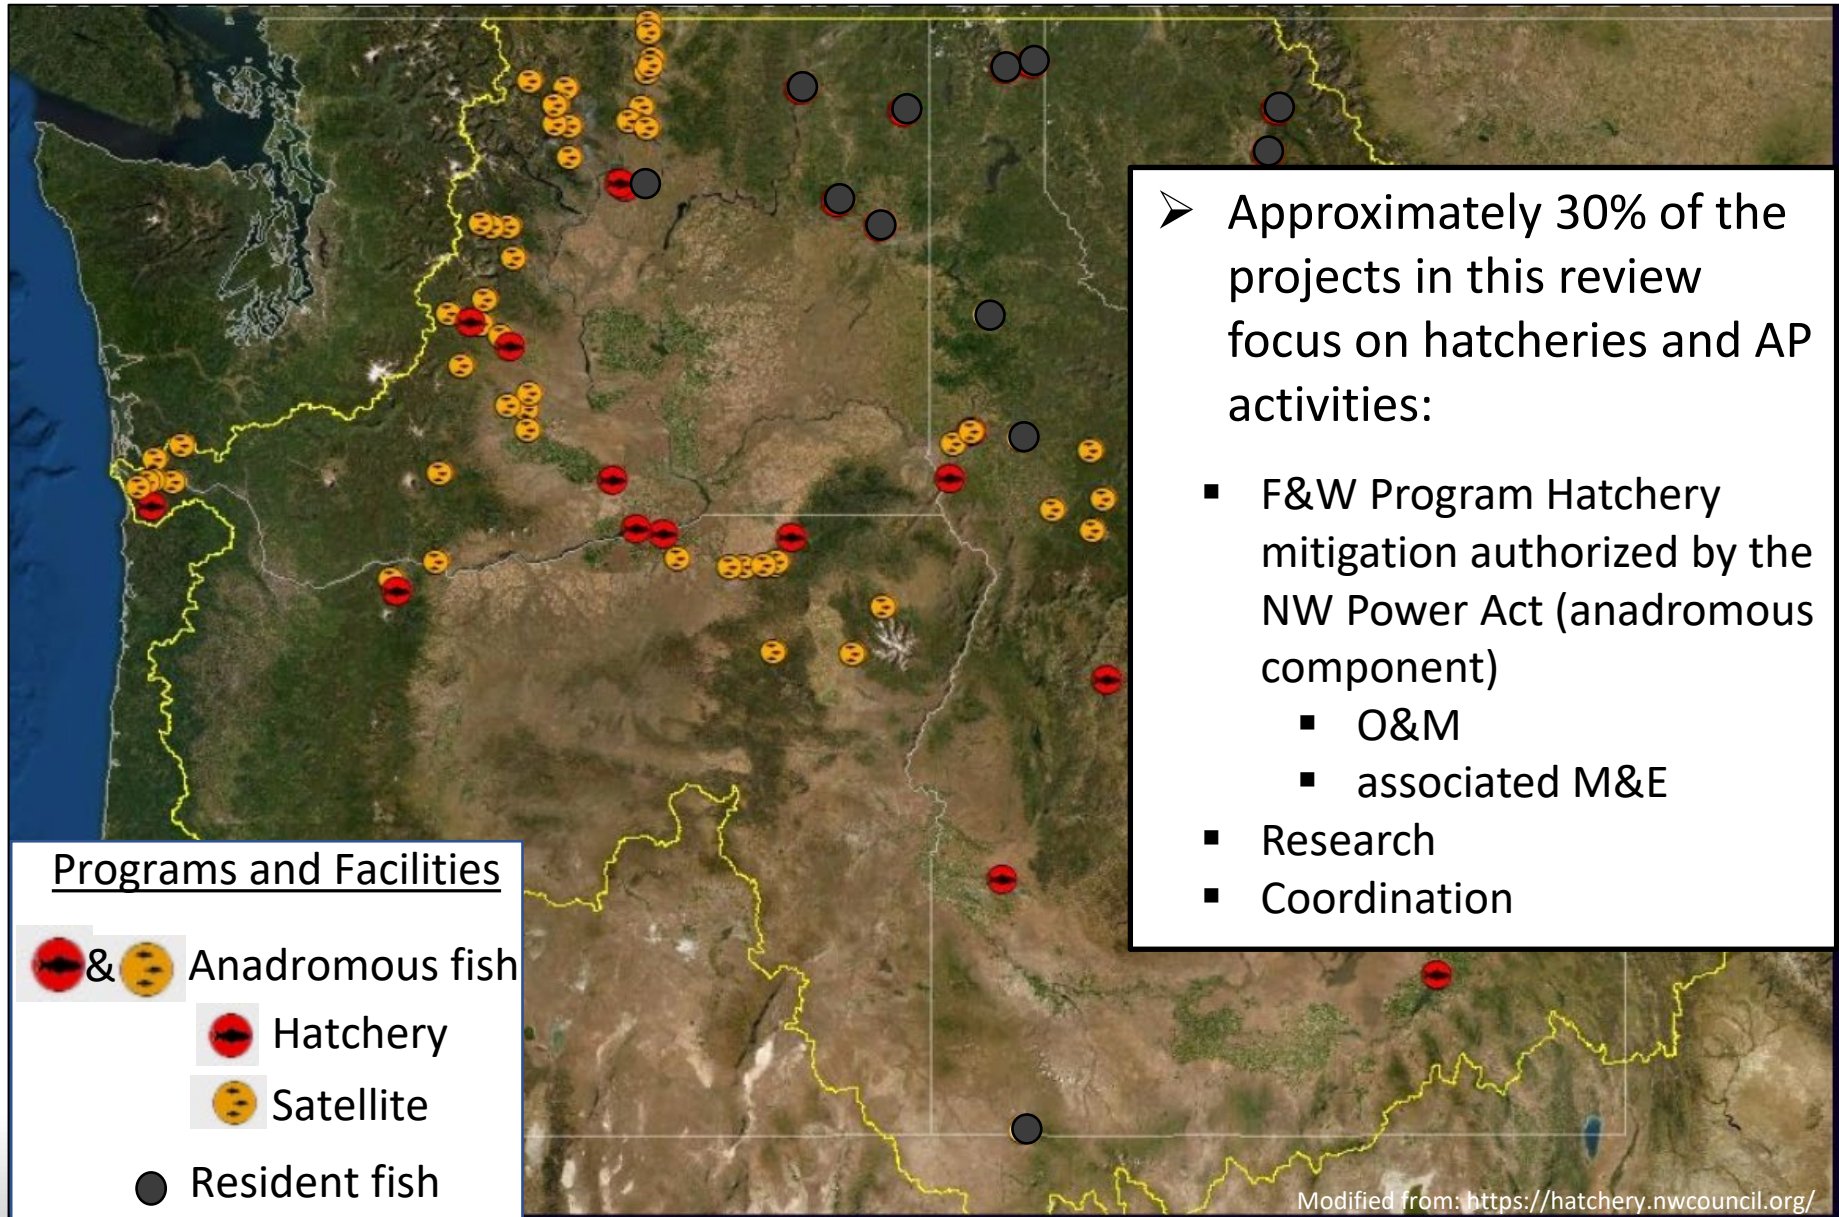 ➢ Approximately 30% of the
projects in this review
focus on hatcheries and AP
activities:
▪ F&W Program Hatchery
mitigation authorized by the
NW Power Act (anadromous
component)
▪ O&M
▪ associated M&E
▪ Research
▪ Coordination
Programs and Facilities
& Anadromous fish
Hatchery
Satellite
Resident fish
Modified from: https://hatchery.nwcouncil.org/